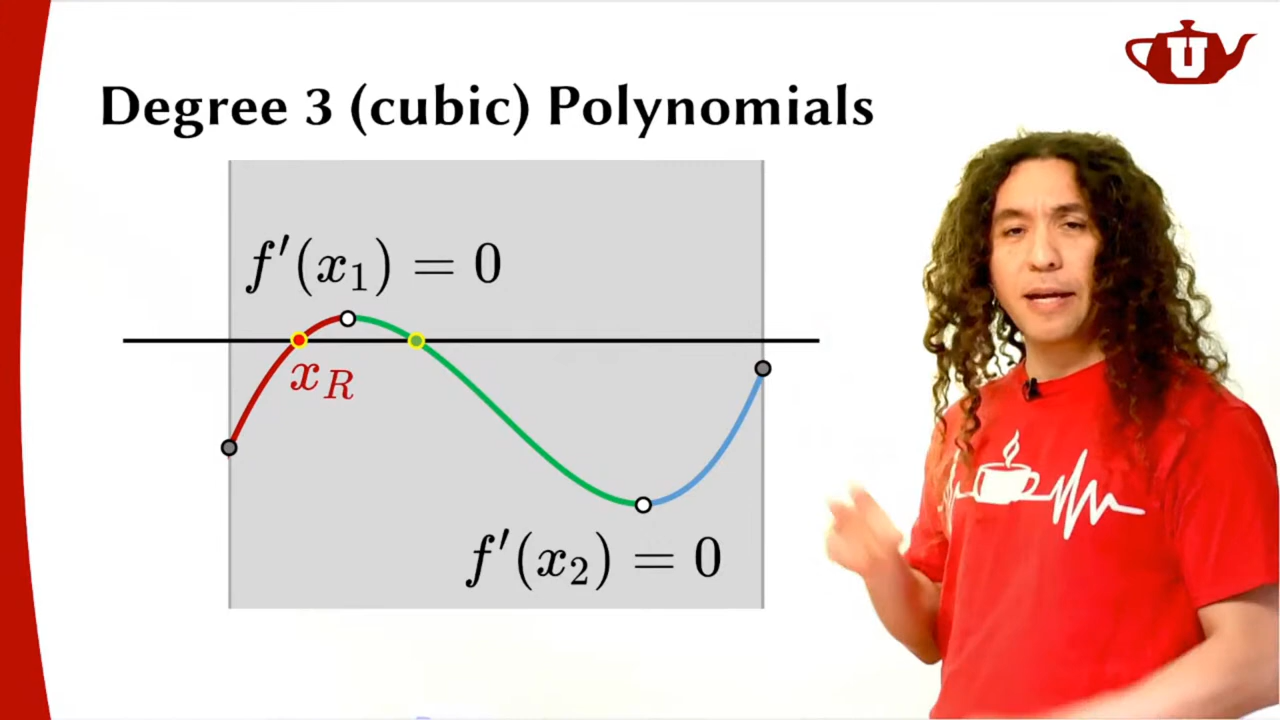 U
Degree 3 (cubic) Polynomials
f′(x₁) = 0
x_R
f′(x₂) = 0